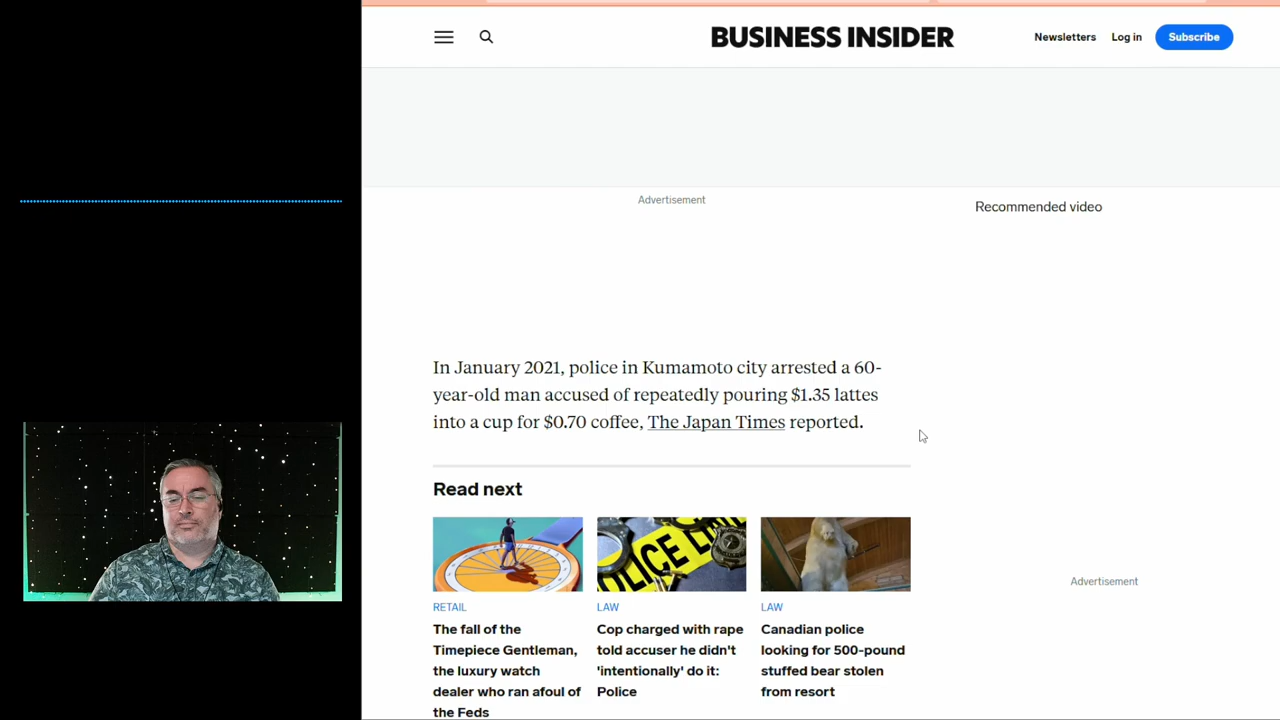 BUSINESS INSIDER
Newsletters
Log in
Subscribe
Advertisement
Recommended video
In January 2021, police in Kumamoto city arrested a 60-
year-old man accused of repeatedly pouring $1.35 lattes
into a cup for $0.70 coffee, The Japan Times reported.
Read next
POLICE LI
Advertisement
RETAIL
The fall of the
Timepiece Gentleman,
the luxury watch
dealer who ran afoul of
the Feds
LAW
Cop charged with rape
told accuser he didn't
'intentionally' do it:
Police
LAW
Canadian police
looking for 500-pound
stuffed bear stolen
from resort